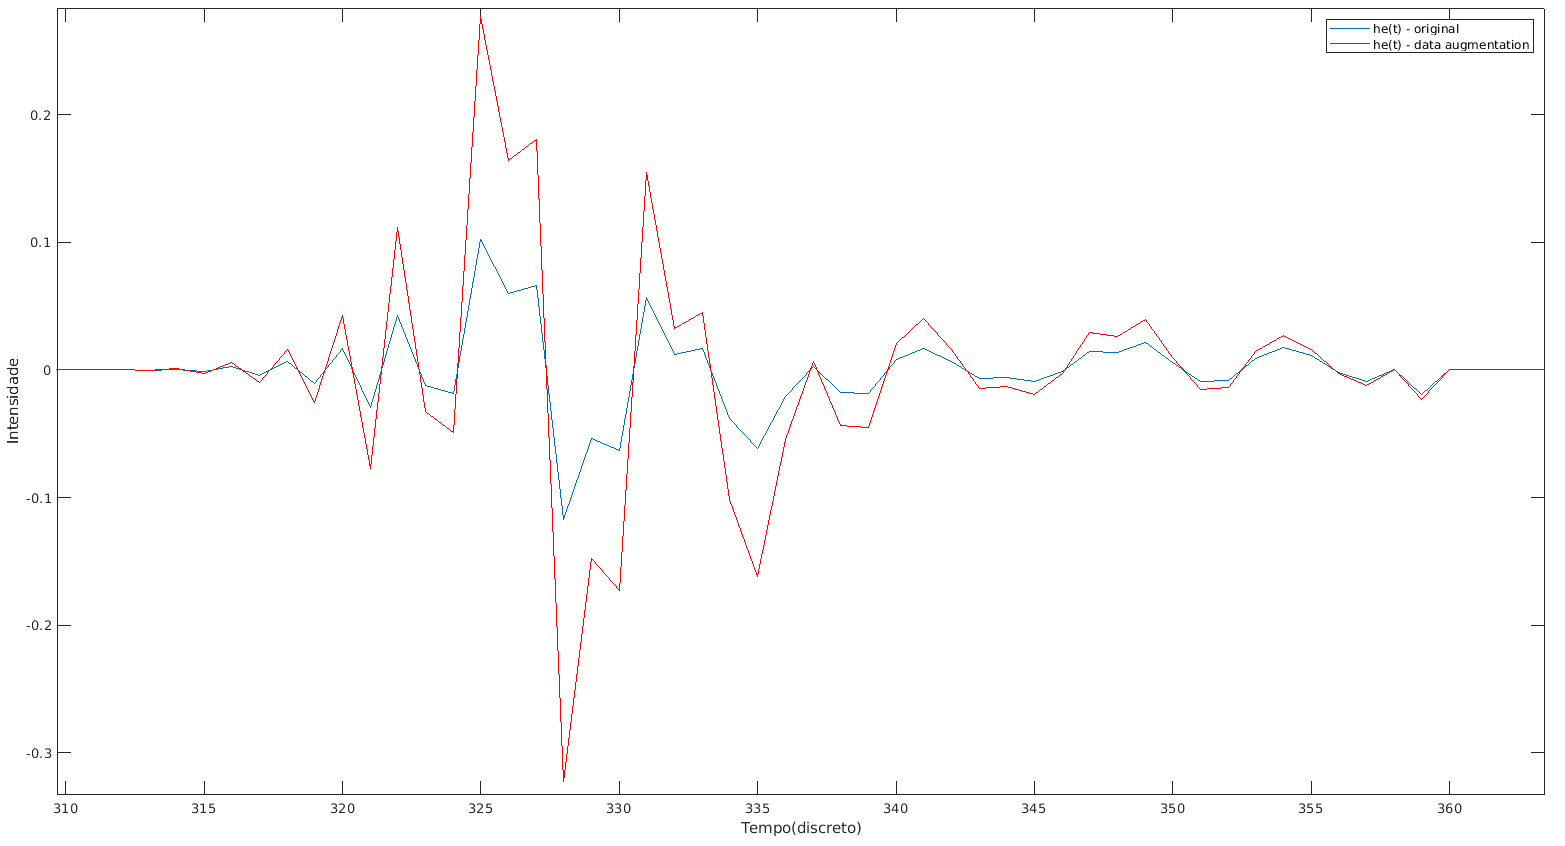 he(t) - original
he(t) - data augmentation
0.2
0.1
0
-0.1
-0.2
-0.3
Intensidade
310 315 320 325 330 335 340 345 350 355 360
Tempo(discreto)